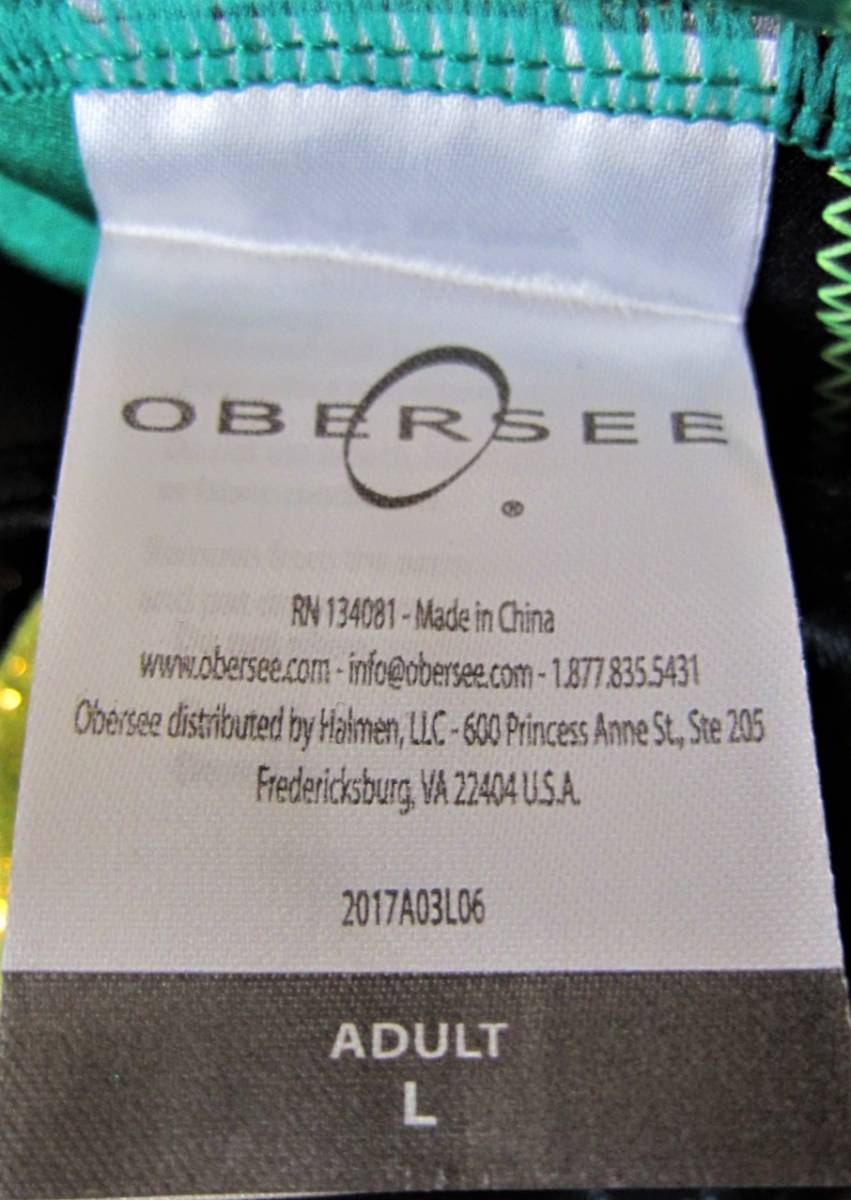 OBERSEE
®
RN 134081 - Made in China
www.obersee.com - info@obersee.com - 1.877.835.5431
Obersee distributed by Halmen, LLC - 600 Princess Anne St., Ste 205
Fredericksburg, VA 22404 U.S.A.
2017A03L06
ADULT
L